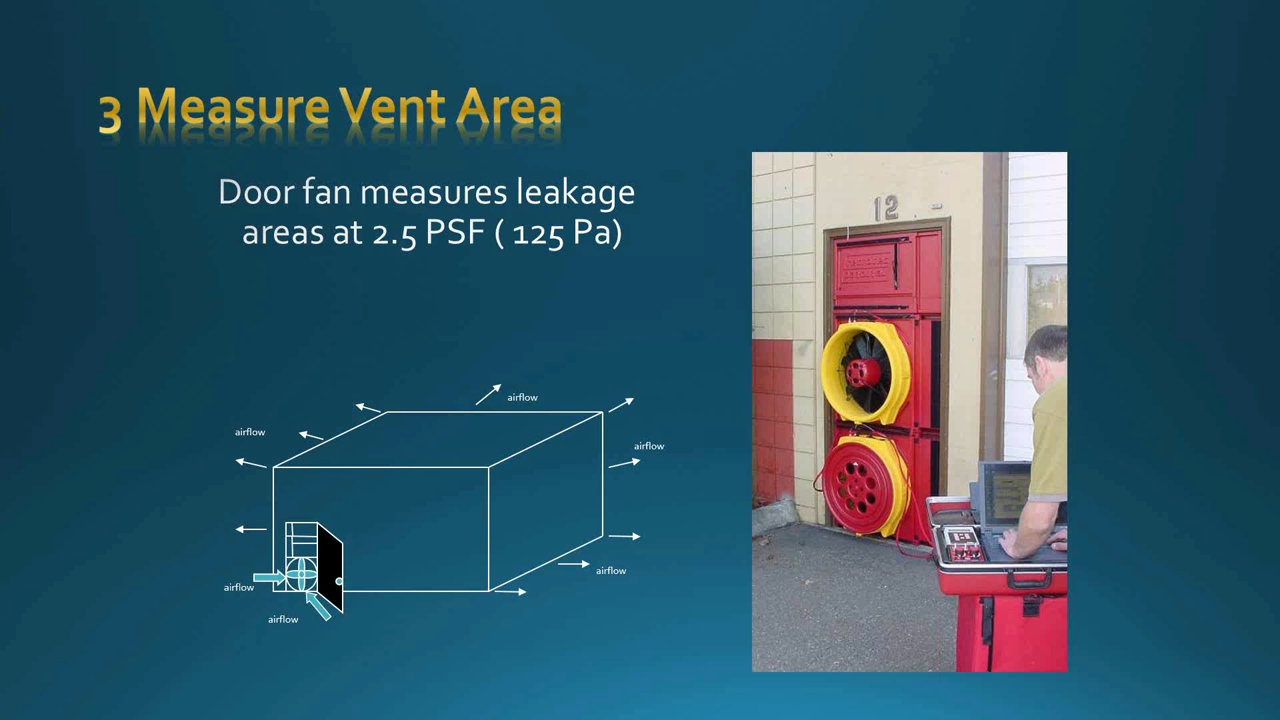 3 Measure Vent Area
Door fan measures leakage
areas at 2.5 PSF ( 125 Pa)
12
airflow
airflow
airflow
airflow
airflow
airflow